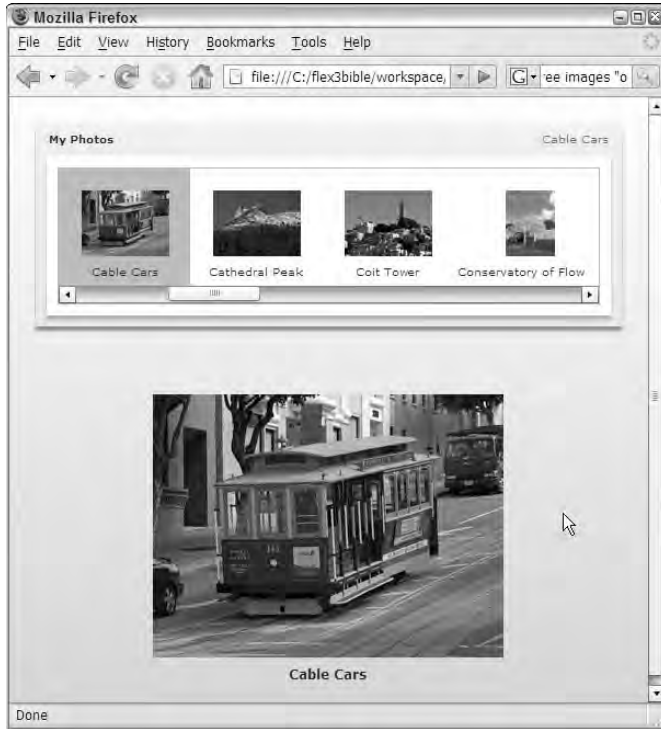 Mozilla Firefox
File Edit View History Bookmarks Tools Help
file:///C:/flex3bible/workspace, G ree images "o
My Photos Cable Cars
Cable Cars Cathedral Peak Coit Tower Conservatory of Flow
Cable Cars
Done